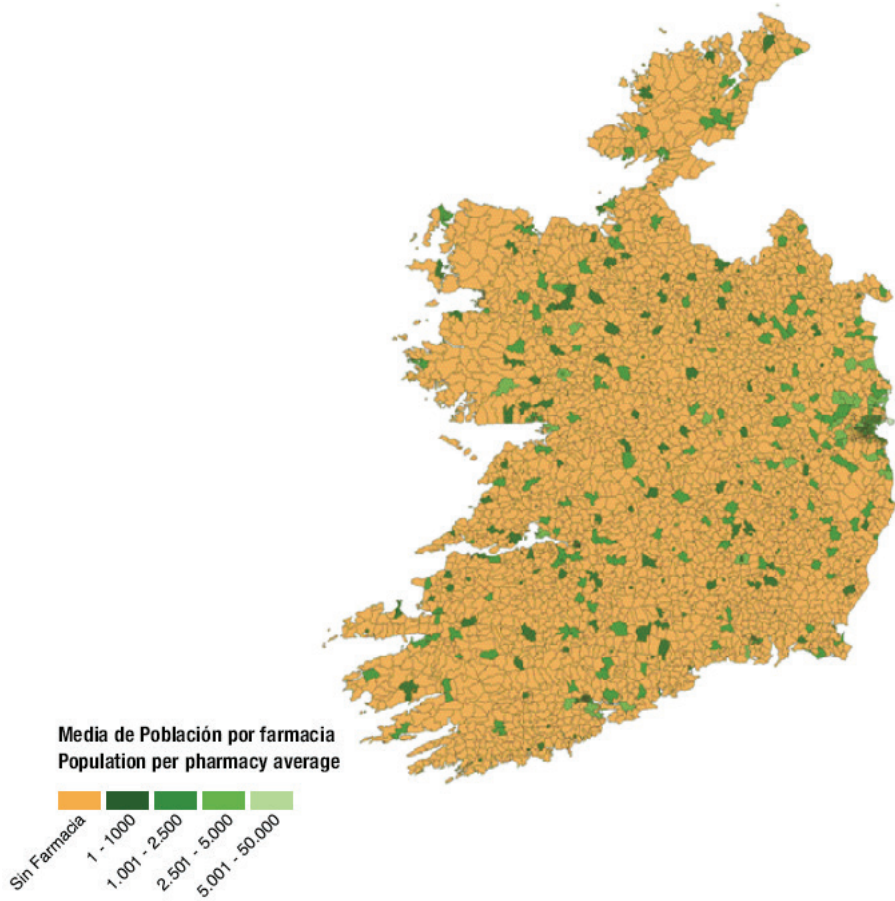 Media de Población por farmacia
Population per pharmacy average
Sin Farmacia
1 - 1000
1.001 - 2.500
2.501 - 5.000
5.001 - 50.000